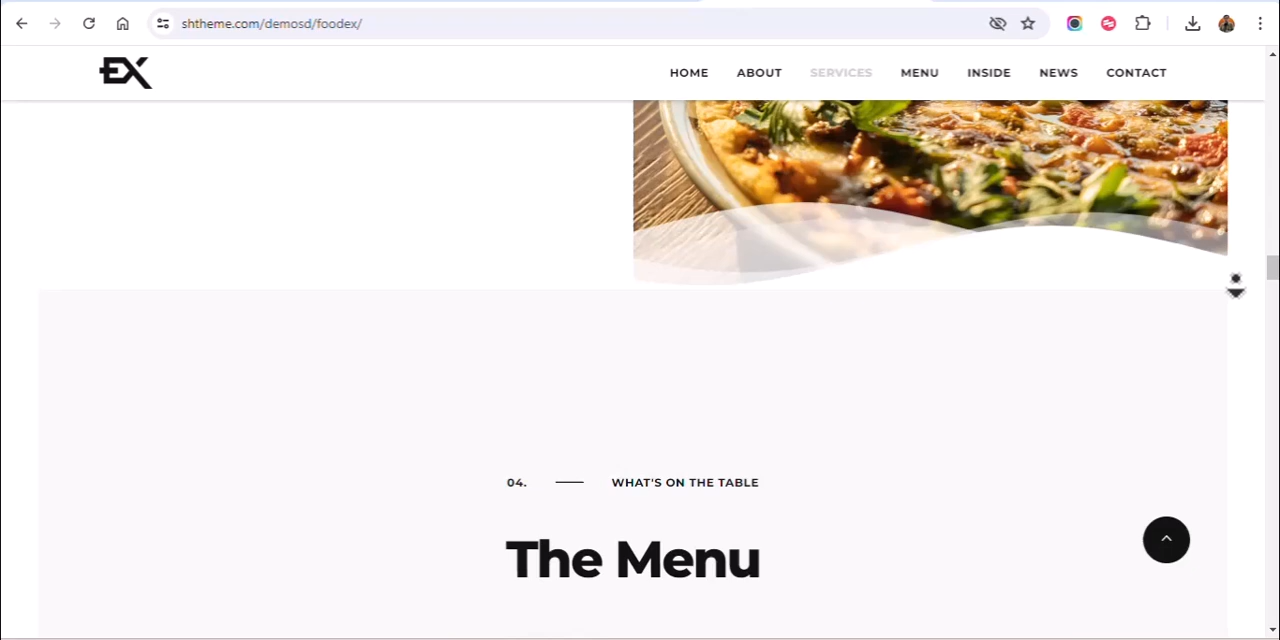 shtheme.com/demosd/foodex/
EX
HOME ABOUT SERVICES MENU INSIDE NEWS CONTACT
04. WHAT'S ON THE TABLE
The Menu